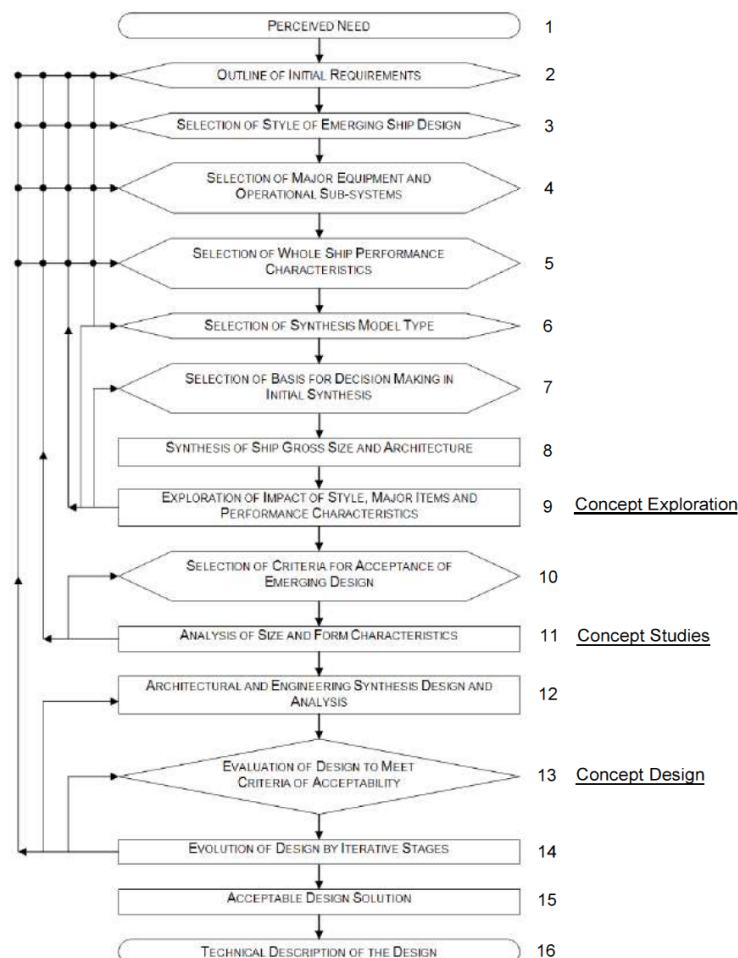 PERCEIVED NEED 1
OUTLINE OF INITIAL REQUIREMENTS 2
SELECTION OF STYLE OF EMERGING SHIP DESIGN 3
SELECTION OF MAJOR EQUIPMENT AND
OPERATIONAL SUB-SYSTEMS 4
SELECTION OF WHOLE SHIP PERFORMANCE
CHARACTERISTICS 5
SELECTION OF SYNTHESIS MODEL TYPE 6
SELECTION OF BASIS FOR DECISION MAKING IN
INITIAL SYNTHESIS 7
SYNTHESIS OF SHIP GROSS SIZE AND ARCHITECTURE 8
EXPLORATION OF IMPACT OF STYLE, MAJOR ITEMS AND
PERFORMANCE CHARACTERISTICS 9 Concept Exploration
SELECTION OF CRITERIA FOR ACCEPTANCE OF
EMERGING DESIGN 10
ANALYSIS OF SIZE AND FORM CHARACTERISTICS 11 Concept Studies
ARCHITECTURAL AND ENGINEERING SYNTHESIS DESIGN AND
ANALYSIS 12
EVALUATION OF DESIGN TO MEET
CRITERIA OF ACCEPTABILITY 13 Concept Design
EVOLUTION OF DESIGN BY ITERATIVE STAGES 14
ACCEPTABLE DESIGN SOLUTION 15
TECHNICAL DESCRIPTION OF THE DESIGN 16